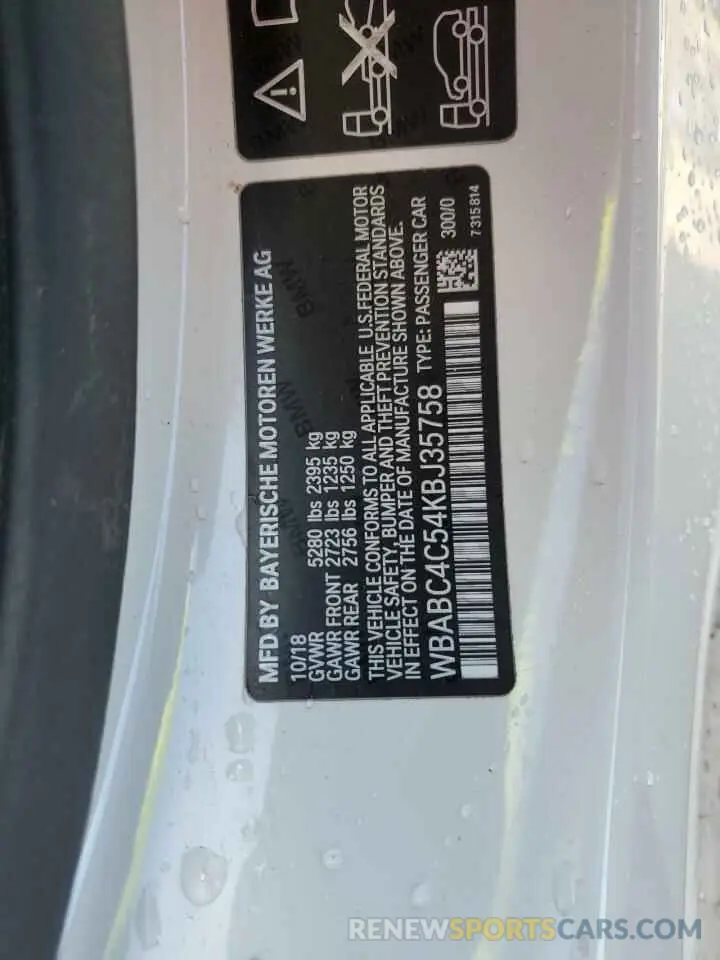 MFD BY BAYERISCHE MOTOREN WERKE AG
10/18
GVWR 5280 lbs 2395 kg
GAWR FRONT 2723 lbs 1235 kg
GAWR REAR 2756 lbs 1250 kg
THIS VEHICLE CONFORMS TO ALL APPLICABLE U.S.FEDERAL MOTOR
VEHICLE SAFETY, BUMPER AND THEFT PREVENTION STANDARDS
IN EFFECT ON THE DATE OF MANUFACTURE SHOWN ABOVE.
WBABC4C54KBJ35758 TYPE: PASSENGER CAR
300/0
7 315 814
RENEWSPORTSCARS.COM